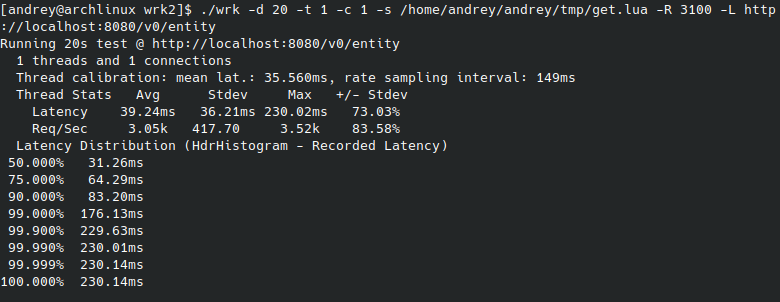 [andrey@archlinux wrk2]$ ./wrk -d 20 -t 1 -c 1 -s /home/andrey/andrey/tmp/get.lua -R 3100 -L http
://localhost:8080/v0/entity
Running 20s test @ http://localhost:8080/v0/entity
  1 threads and 1 connections
  Thread calibration: mean lat.: 35.560ms, rate sampling interval: 149ms
  Thread Stats   Avg      Stdev     Max   +/- Stdev
    Latency    39.24ms   36.21ms 230.02ms   73.03%
    Req/Sec     3.05k   417.70     3.52k    83.58%
  Latency Distribution (HdrHistogram - Recorded Latency)
 50.000%   31.26ms
 75.000%   64.29ms
 90.000%   83.20ms
 99.000%  176.13ms
 99.900%  229.63ms
 99.990%  230.01ms
 99.999%  230.14ms
100.000%  230.14ms